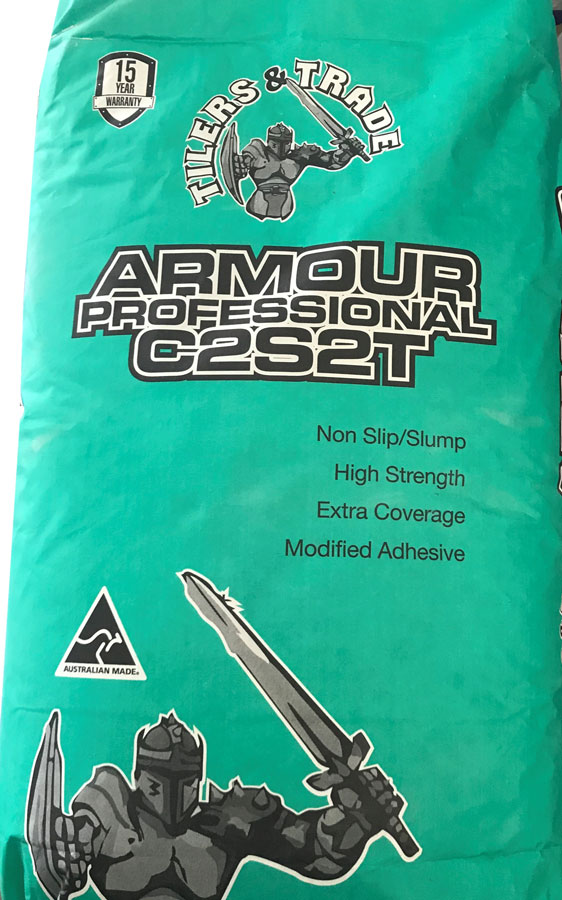 15
YEAR
WARRANTY
TILERS & TRADE
ARMOUR
PROFESSIONAL
C2S2T
Non Slip/Slump
High Strength
Extra Coverage
Modified Adhesive
AUSTRALIAN MADE